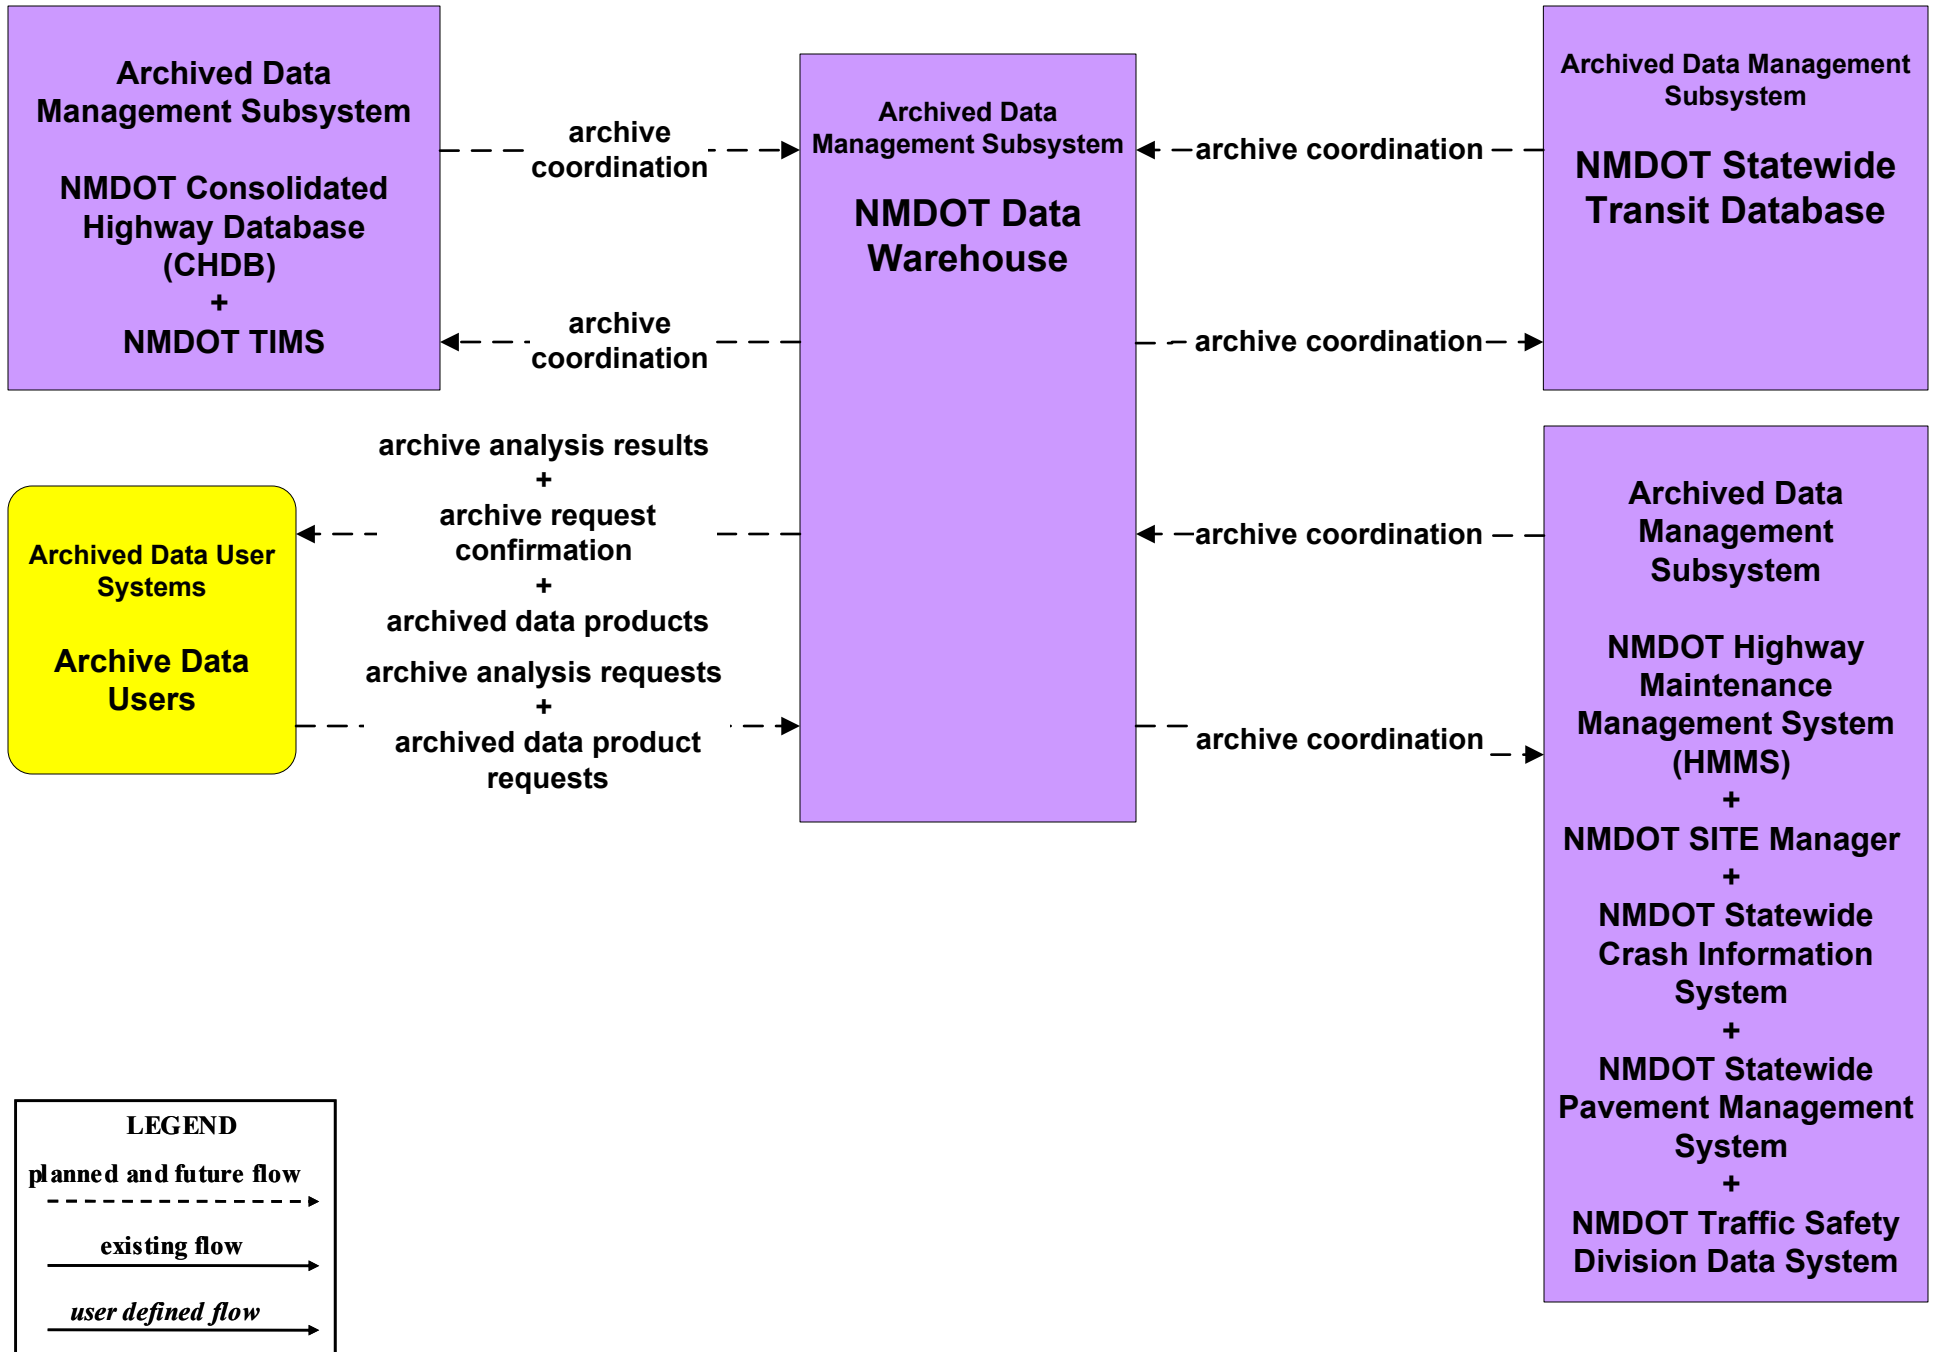 Archived Data
Management Subsystem
NMDOT Consolidated
Highway Database
(CHDB)
+
NMDOT TIMS
archive
coordination
archive
coordination
Archived Data
Management Subsystem
NMDOT Data
Warehouse
archive coordination
archive coordination
Archived Data Management
Subsystem
NMDOT Statewide
Transit Database
Archived Data User
Systems
Archive Data
Users
archive analysis results
+
archive request
confirmation
+
archived data products
archive analysis requests
+
archived data product
requests
archive coordination
archive coordination
Archived Data
Management
Subsystem
NMDOT Highway
Maintenance
Management System
(HMMS)
+
NMDOT SITE Manager
+
NMDOT Statewide
Crash Information
System
+
NMDOT Statewide
Pavement Management
System
+
NMDOT Traffic Safety
Division Data System
LEGEND
planned and future flow
existing flow
user defined flow